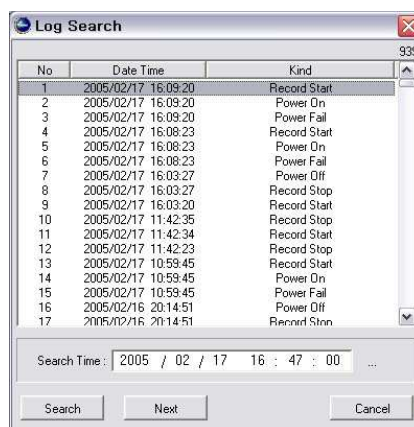 Log Search
939
No Date Time Kind
1 2005/02/17 16:09:20 Record Start
2 2005/02/17 16:09:20 Power On
3 2005/02/17 16:09:20 Power Fail
4 2005/02/17 16:08:23 Record Start
5 2005/02/17 16:08:23 Power On
6 2005/02/17 16:08:23 Power Fail
7 2005/02/17 16:03:27 Power Off
8 2005/02/17 16:03:27 Record Stop
9 2005/02/17 16:03:20 Record Start
10 2005/02/17 11:42:35 Record Stop
11 2005/02/17 11:42:34 Record Start
12 2005/02/17 11:42:23 Record Stop
13 2005/02/17 10:59:45 Record Start
14 2005/02/17 10:59:45 Power On
15 2005/02/17 10:59:45 Power Fail
16 2005/02/16 20:14:51 Power Off
17 2005/02/16 20:14:51 Record Stop
Search Time : 2005 / 02 / 17 16 : 47 : 00 ...
Search Next Cancel